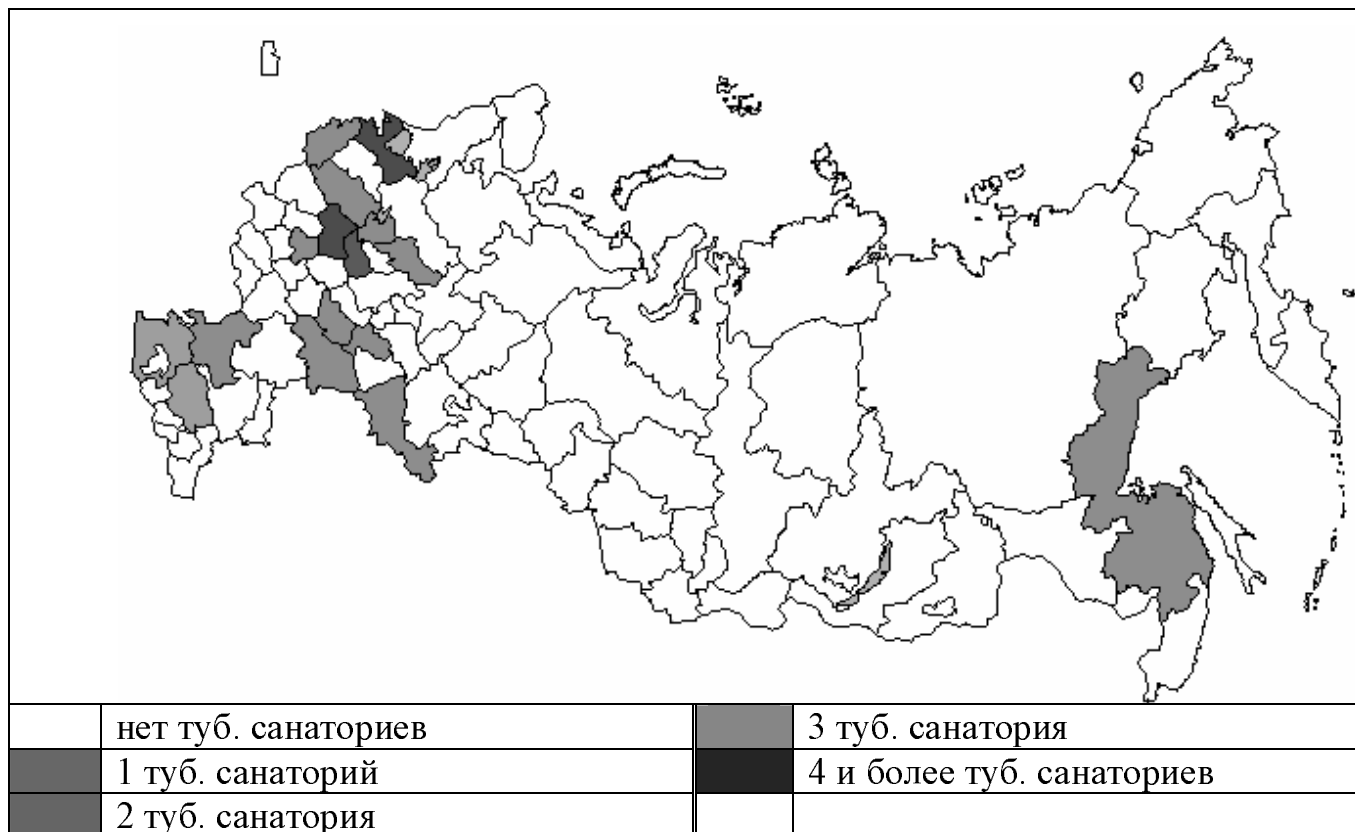 нет туб. санаториев
3 туб. санатория
1 туб. санаторий
4 и более туб. санаториев
2 туб. санатория